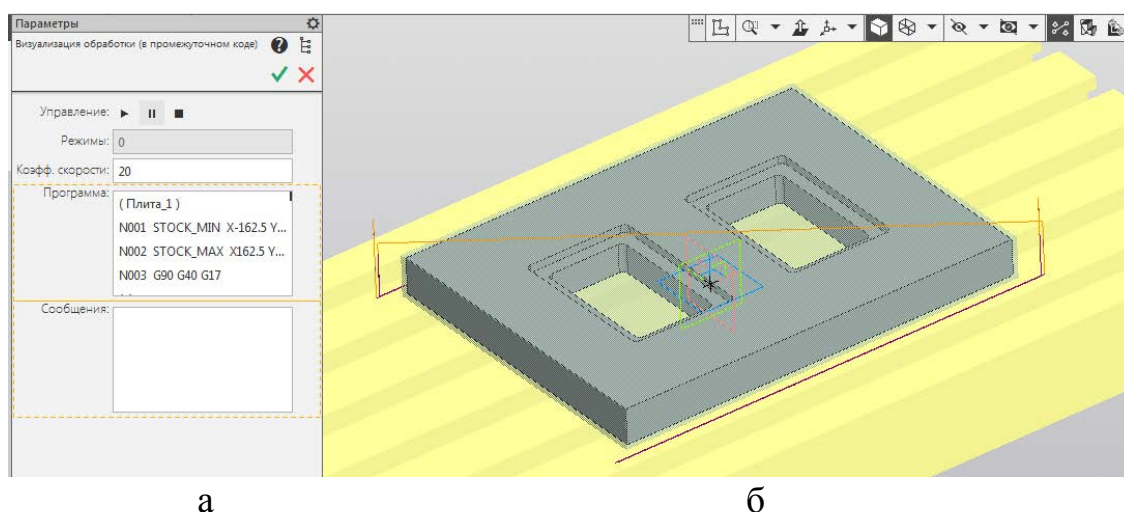 Параметры
Визуализация обработки (в промежуточном коде)
Управление:
Режимы: 0
Коэфф. скорости: 20
Программа: ( Плита_1 )
N001 STOCK_MIN X-162.5 Y...
N002 STOCK_MAX X162.5 Y...
N003 G90 G40 G17
Сообщения:
а
б